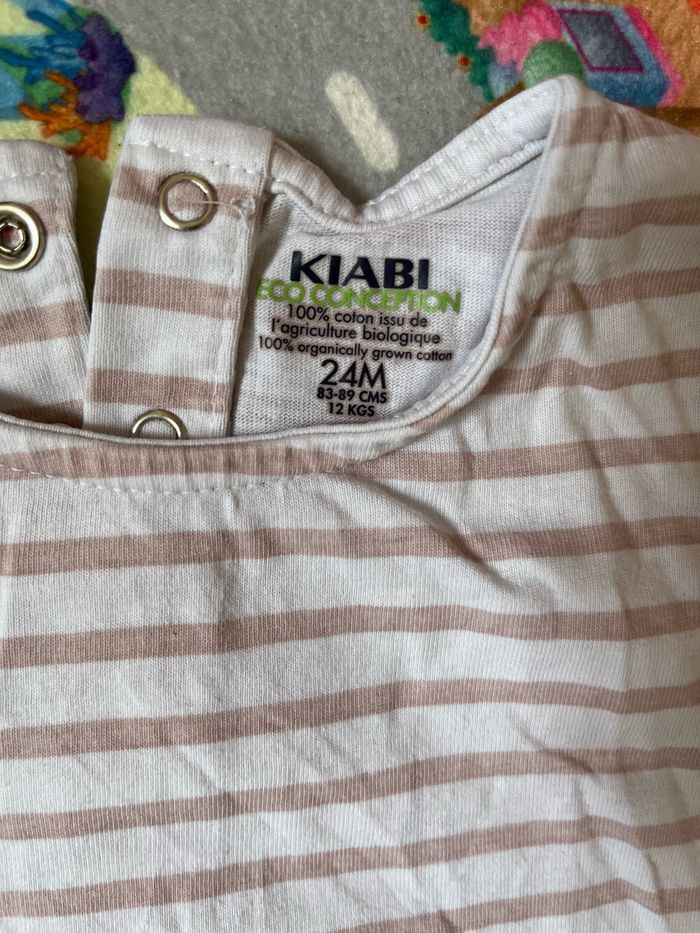 KIABI
ECO CONCEPTION
100% coton issu de
l'agriculture biologique
100% organically grown cotton
24M
83-89 CMS
12 KGS